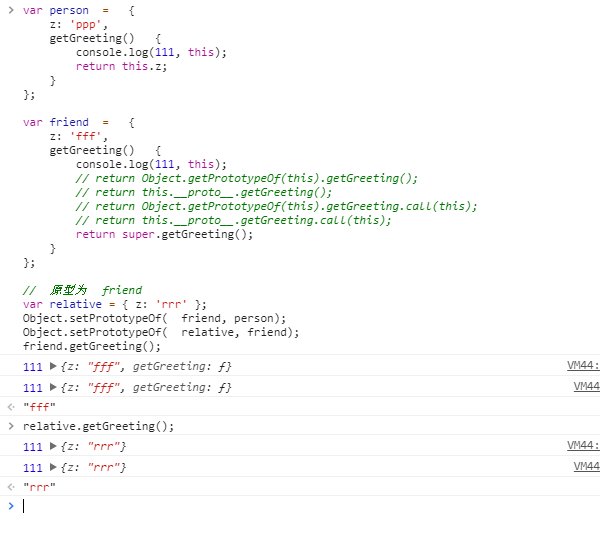 > var person  =   {
    z: 'ppp',
    getGreeting()   {
        console.log(111, this);
        return this.z;
    }
};

var friend  =   {
    z: 'fff',
    getGreeting()   {
        console.log(111, this);
        // return Object.getPrototypeOf(this).getGreeting();
        // return this.__proto__.getGreeting();
        // return Object.getPrototypeOf(this).getGreeting.call(this);
        // return this.__proto__.getGreeting.call(this);
        return super.getGreeting();
    }
};

//  原型为  friend
var relative = { z: 'rrr' };
Object.setPrototypeOf(  friend, person);
Object.setPrototypeOf(  relative, friend);
friend.getGreeting();
111 ▶{z: "fff", getGreeting: ƒ} VM44:
111 ▶{z: "fff", getGreeting: ƒ} VM44
"fff"
> relative.getGreeting();
111 ▶{z: "rrr"} VM44:
111 ▶{z: "rrr"} VM44
"rrr"
>